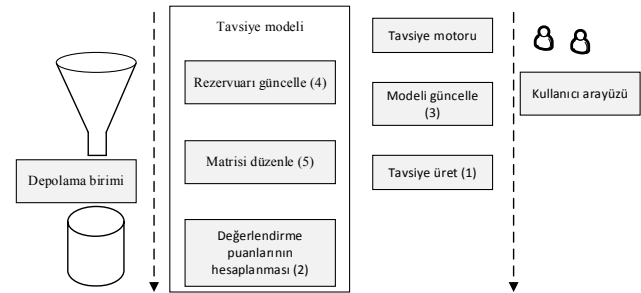 Depolama birimi
Tavsiye modeli
Rezervuarı güncelle (4)
Matrisi düzenle (5)
Değerlendirme
puanlarının
hesaplanması (2)
Tavsiye motoru
Modeli güncelle
(3)
Tavsiye üret (1)
Kullanıcı arayüzü